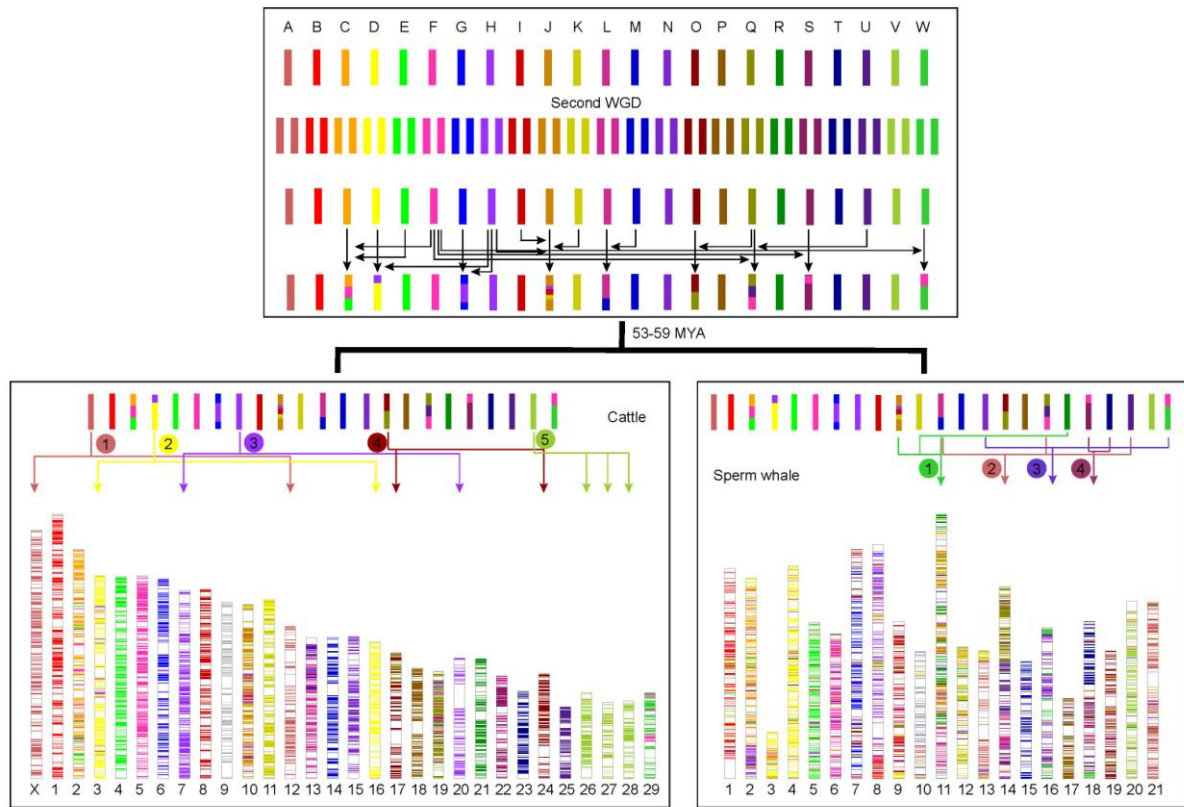 A B C D E F G H I J K L M N O P Q R S T U V W
Second WGD
53-59 MYA
Cattle
1 2 3 4 5
X 1 2 3 4 5 6 7 8 9 10 11 12 13 14 15 16 17 18 19 20 21 22 23 24 25 26 27 28 29
Sperm whale
1 2 3 4
1 2 3 4 5 6 7 8 9 10 11 12 13 14 15 16 17 18 19 20 21